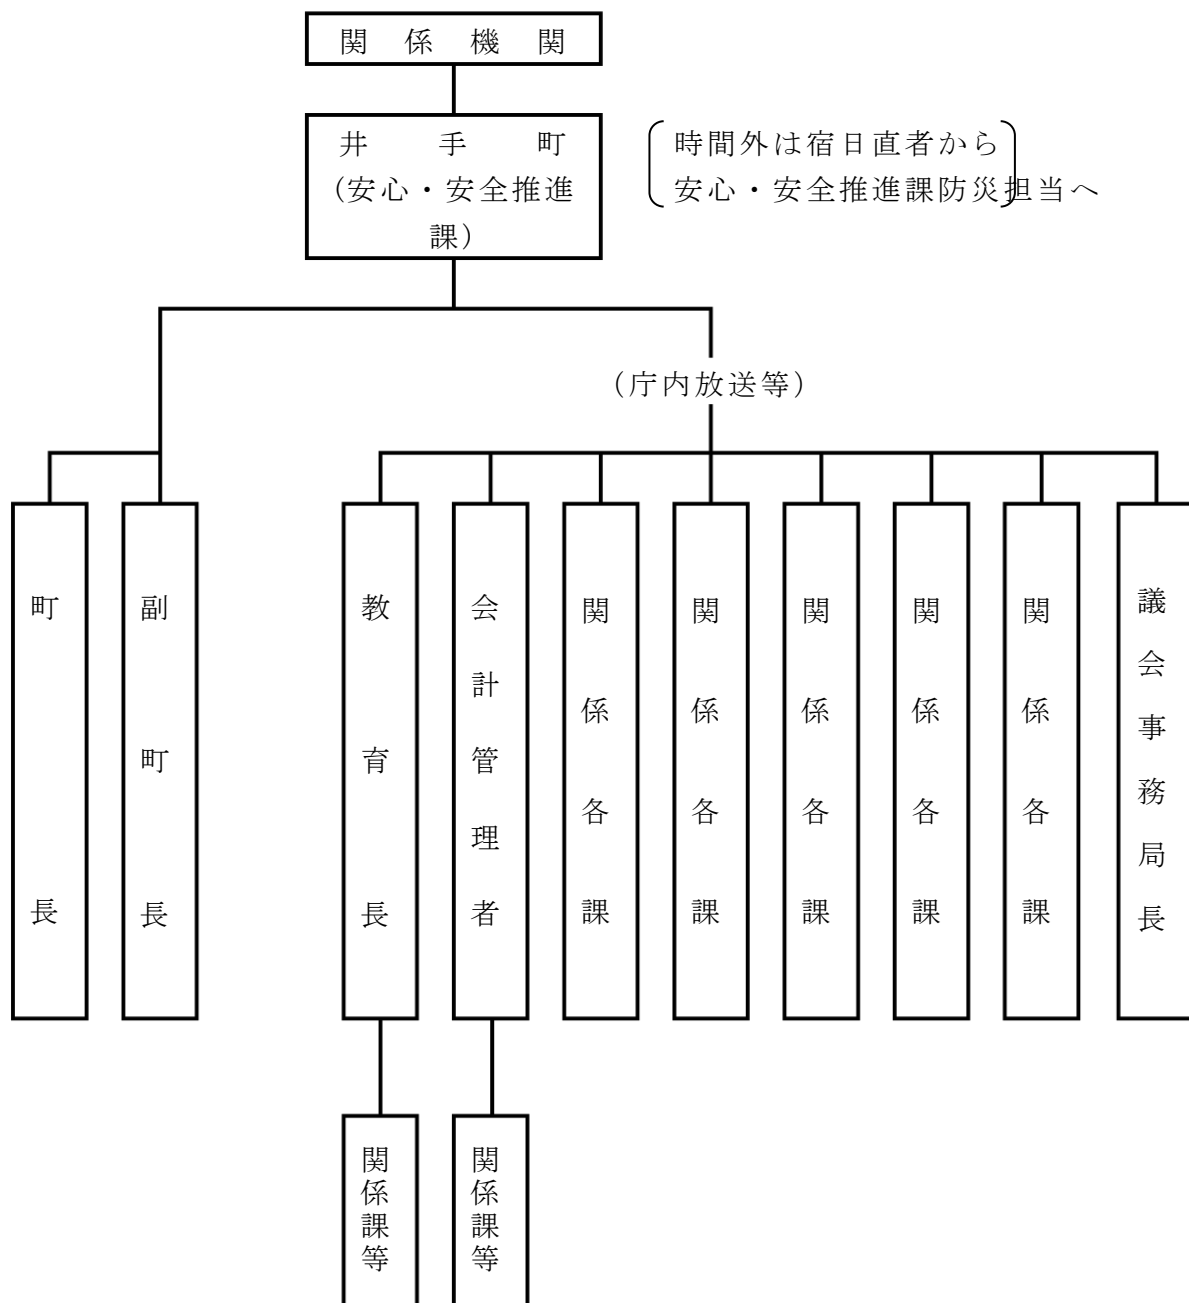 関係機関
井手町
(安心・安全推進
課)
時間外は宿日直者から
安心・安全推進課防災担当へ
(庁内放送等)
町長
副町長
教育長
会計管理者
関係各課
関係各課
関係各課
関係各課
関係各課
議会事務局長
関係課等
関係課等